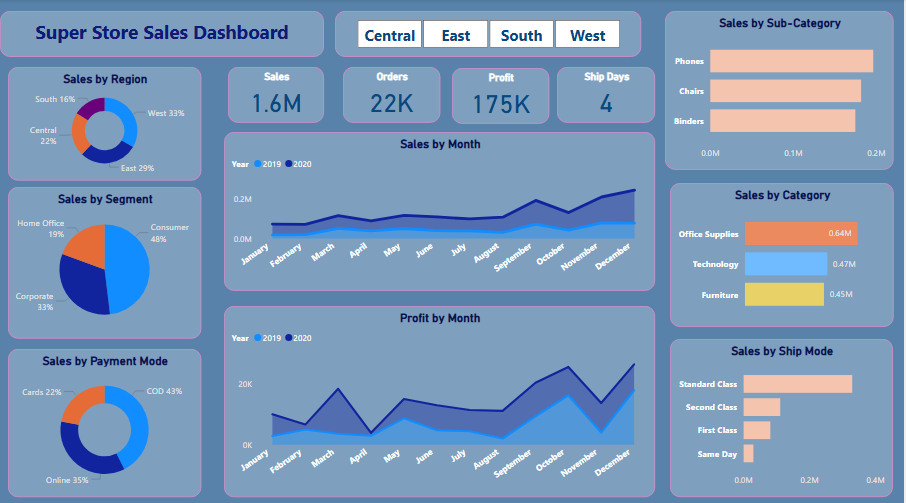 Super Store Sales Dashboard
Central East South West
Sales by Region
South 16%
West 33%
Central
22%
East 29%
Sales by Segment
Home Office
19%
Consumer
48%
Corporate
33%
Sales by Payment Mode
Cards 22%
COD 43%
Online 35%
Sales
1.6M
Orders
22K
Profit
175K
Ship Days
4
Sales by Month
Year 2019 2020
0.2M
0.0M
January February March April May June July August September October November December
Profit by Month
Year 2019 2020
20K
0K
January February March April May June July August September October November December
Sales by Sub-Category
Phones
Chairs
Binders
0.0M 0.1M 0.2M
Sales by Category
Office Supplies 0.64M
Technology 0.47M
Furniture 0.45M
Sales by Ship Mode
Standard Class
Second Class
First Class
Same Day
0.0M 0.2M 0.4M